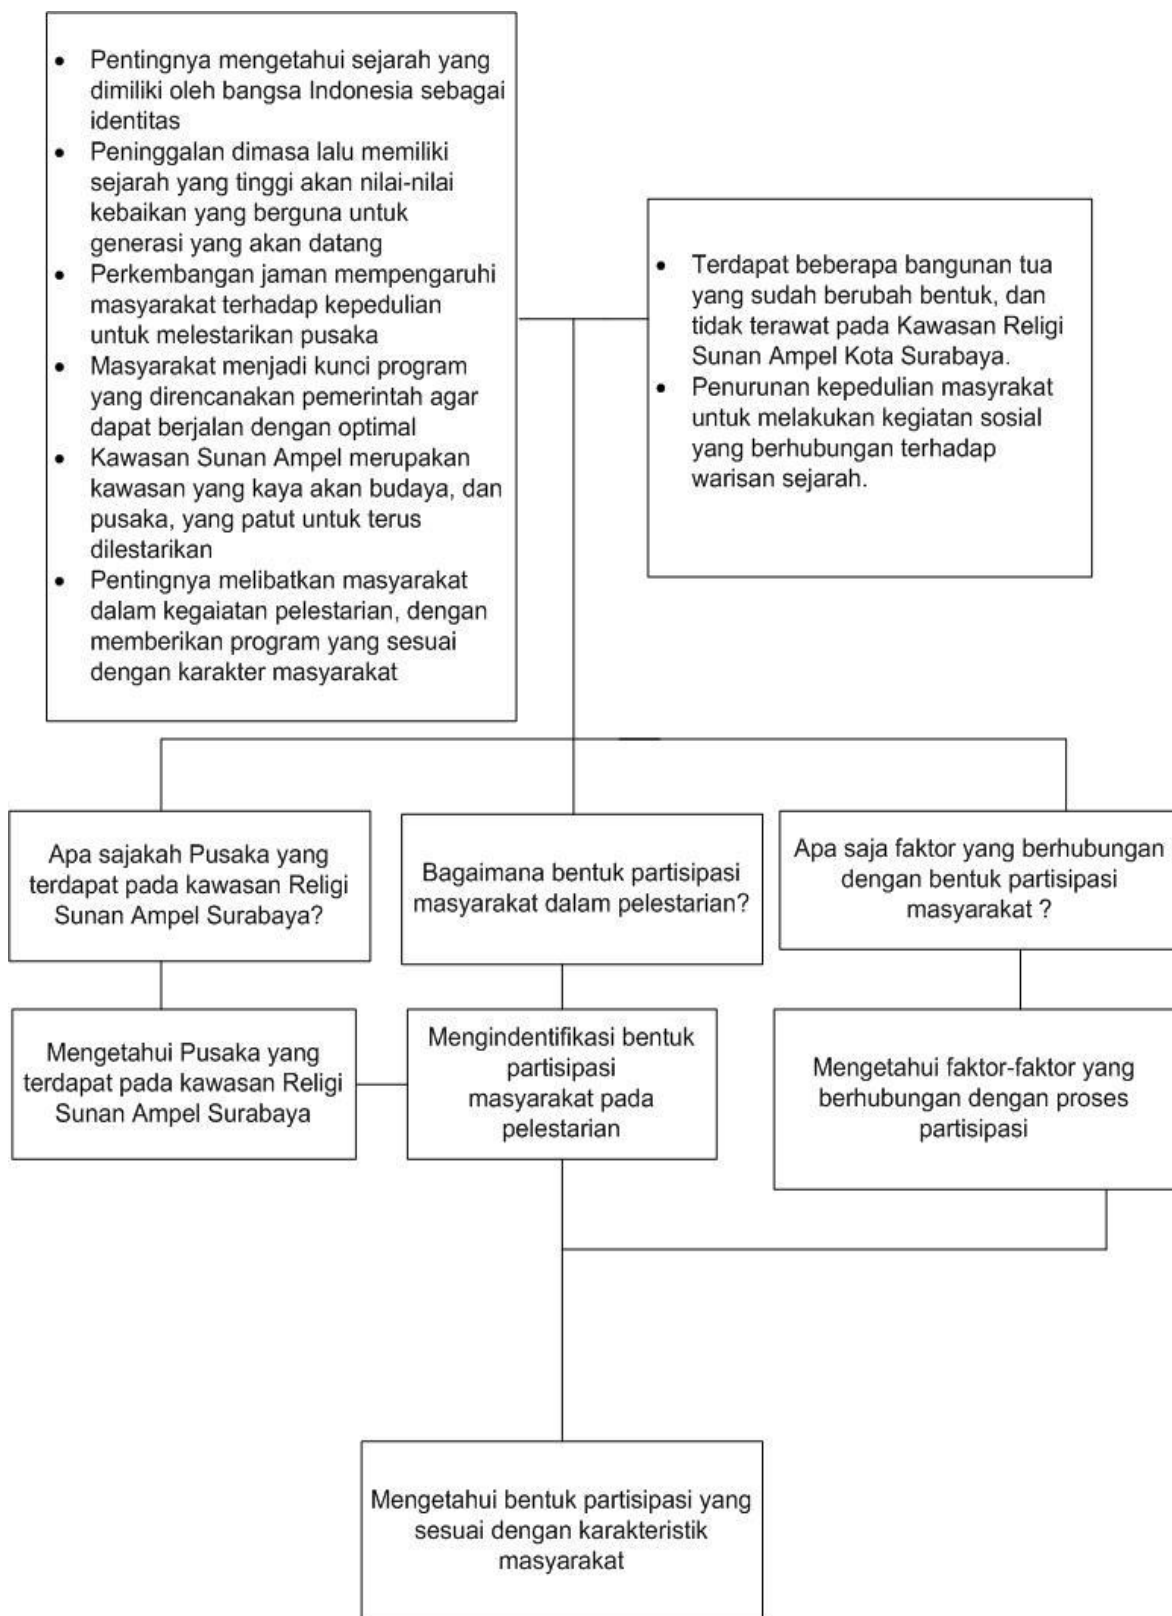 • Pentingnya mengetahui sejarah yang
dimiliki oleh bangsa Indonesia sebagai
identitas
• Peninggalan dimasa lalu memiliki
sejarah yang tinggi akan nilai-nilai
kebaikan yang berguna untuk
generasi yang akan datang
• Perkembangan jaman mempengaruhi
masyarakat terhadap kepedulian
untuk melestarikan pusaka
• Masyarakat menjadi kunci program
yang direncanakan pemerintah agar
dapat berjalan dengan optimal
• Kawasan Sunan Ampel merupakan
kawasan yang kaya akan budaya, dan
pusaka, yang patut untuk terus
dilestarikan
• Pentingnya melibatkan masyarakat
dalam kegaiatan pelestarian, dengan
memberikan program yang sesuai
dengan karakter masyarakat
• Terdapat beberapa bangunan tua
yang sudah berubah bentuk, dan
tidak terawat pada Kawasan Religi
Sunan Ampel Kota Surabaya.
• Penurunan kepedulian masyrakat
untuk melakukan kegiatan sosial
yang berhubungan terhadap
warisan sejarah.
Apa sajakah Pusaka yang
terdapat pada kawasan Religi
Sunan Ampel Surabaya?
Bagaimana bentuk partisipasi
masyarakat dalam pelestarian?
Apa saja faktor yang berhubungan
dengan bentuk partisipasi
masyarakat ?
Mengetahui Pusaka yang
terdapat pada kawasan Religi
Sunan Ampel Surabaya
Mengindentifikasi bentuk
partisipasi
masyarakat pada
pelestarian
Mengetahui faktor-faktor yang
berhubungan dengan proses
partisipasi
Mengetahui bentuk partisipasi yang
sesuai dengan karakteristik
masyarakat